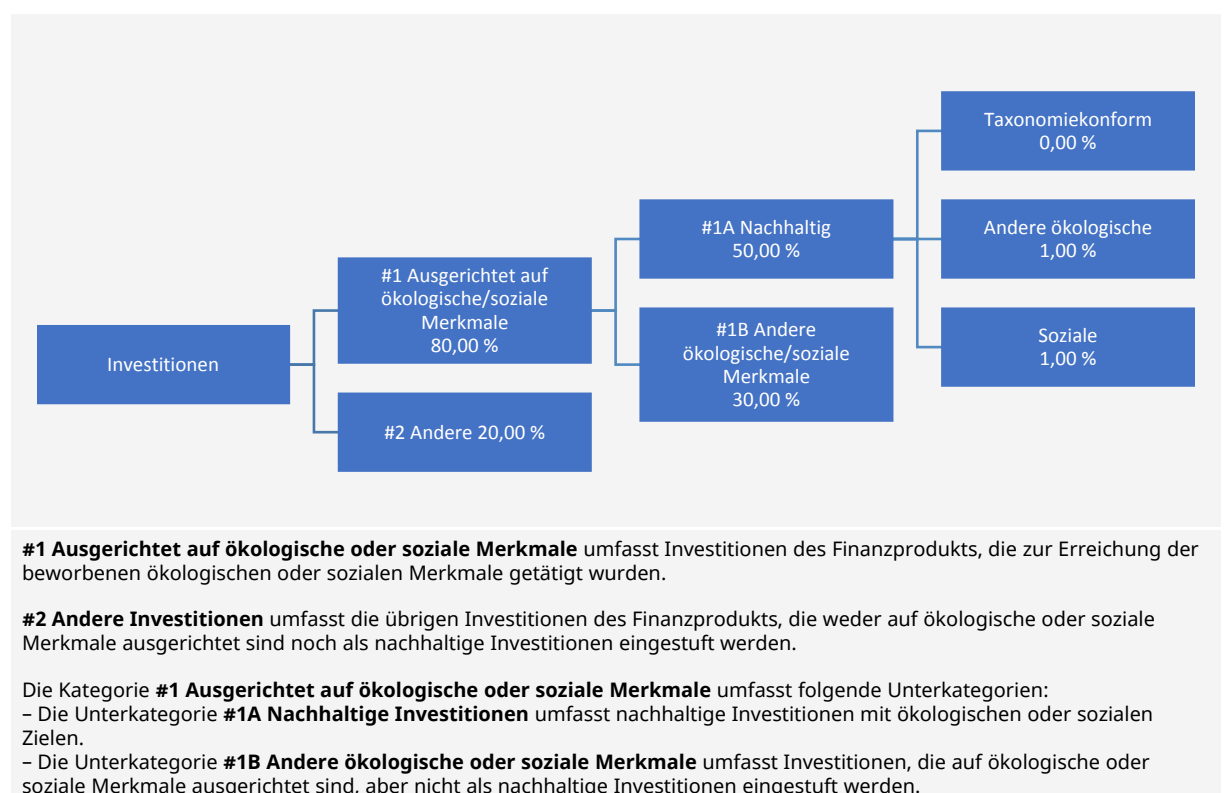 Taxonomiekonform
0,00 %
#1A Nachhaltig
50,00 %
Andere ökologische
1,00 %
#1 Ausgerichtet auf
ökologische/soziale
Merkmale
80,00 %
Investitionen
#1B Andere
ökologische/soziale
Merkmale
30,00 %
Soziale
1,00 %
#2 Andere 20,00 %
#1 Ausgerichtet auf ökologische oder soziale Merkmale umfasst Investitionen des Finanzprodukts, die zur Erreichung der
beworbenen ökologischen oder sozialen Merkmale getätigt wurden.
#2 Andere Investitionen umfasst die übrigen Investitionen des Finanzprodukts, die weder auf ökologische oder soziale
Merkmale ausgerichtet sind noch als nachhaltige Investitionen eingestuft werden.
Die Kategorie #1 Ausgerichtet auf ökologische oder soziale Merkmale umfasst folgende Unterkategorien:
– Die Unterkategorie #1A Nachhaltige Investitionen umfasst nachhaltige Investitionen mit ökologischen oder sozialen
Zielen.
– Die Unterkategorie #1B Andere ökologische oder soziale Merkmale umfasst Investitionen, die auf ökologische oder
soziale Merkmale ausgerichtet sind, aber nicht als nachhaltige Investitionen eingestuft werden.